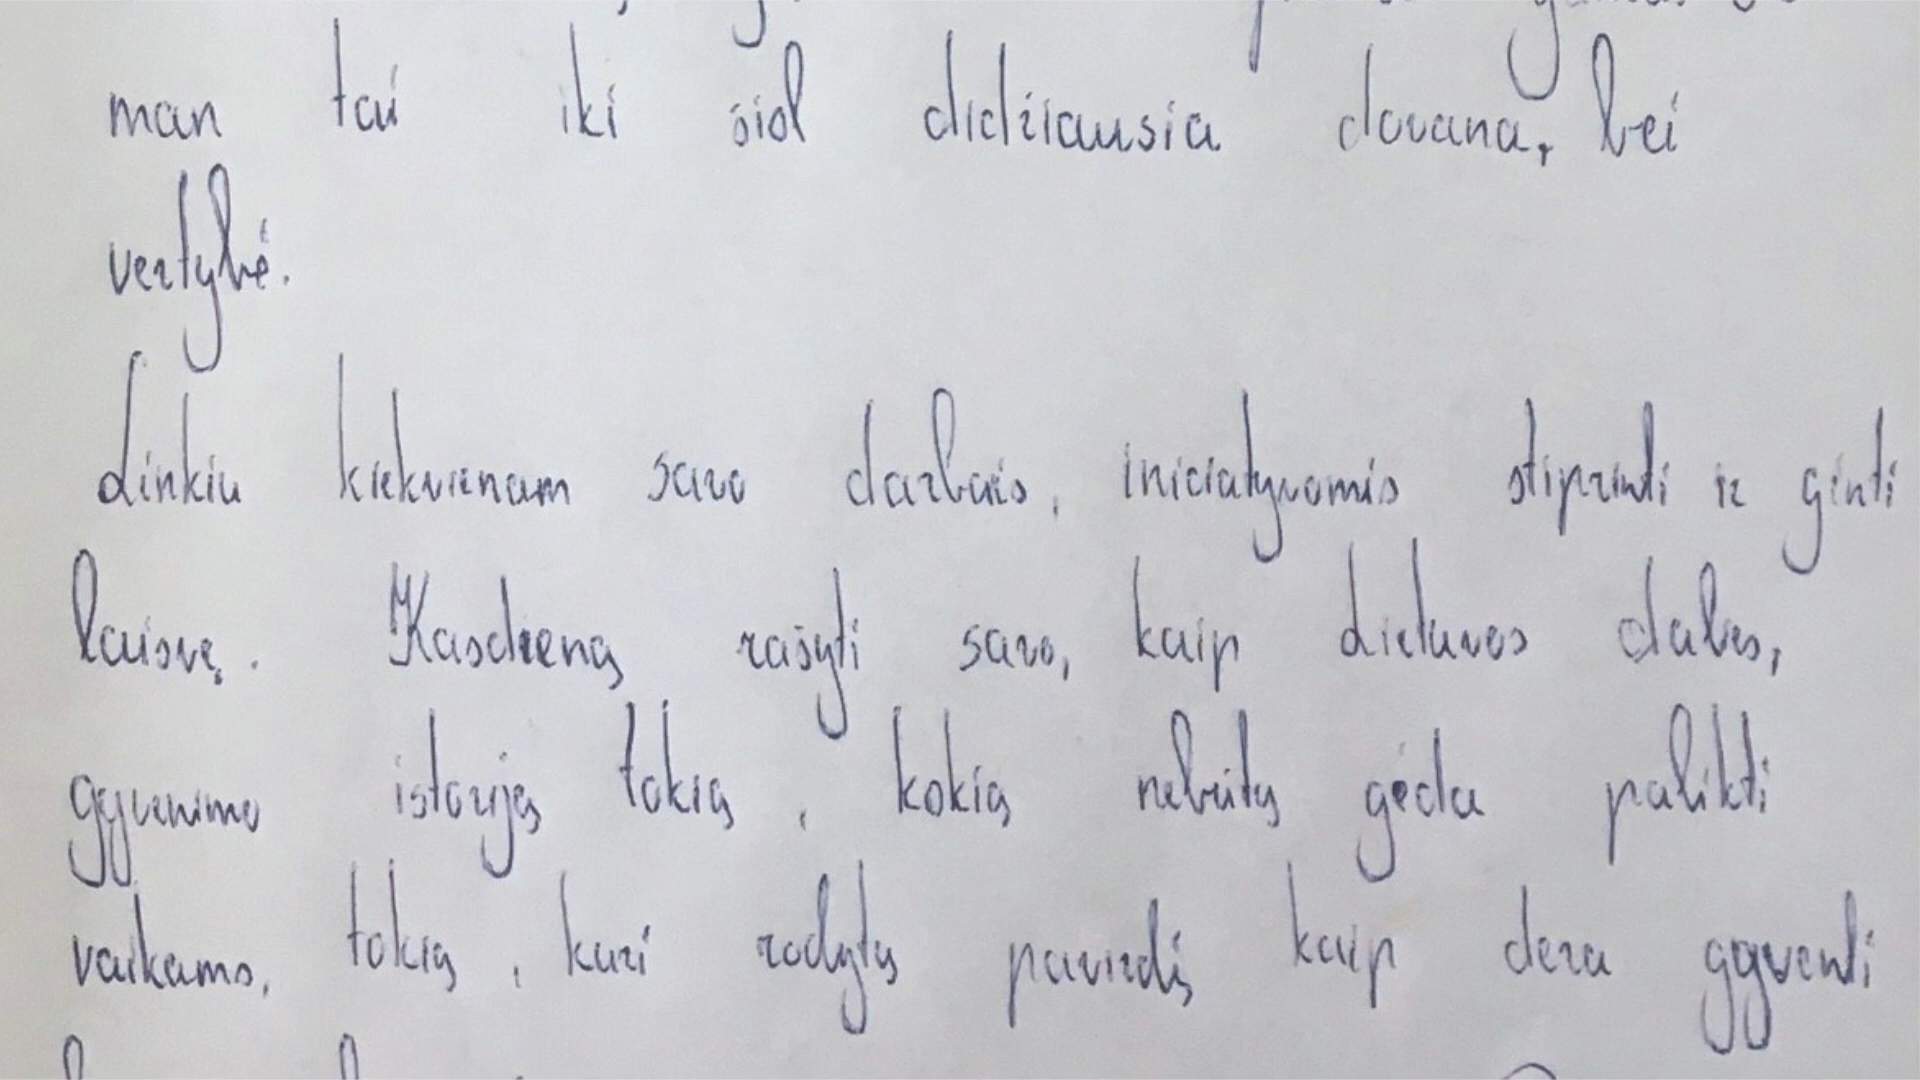 man tai iki šiol didžiausia dovana, bei
vertybė.
Linkiu kiekvienam savo darbais, iniciatyvomis stiprinti ir ginti
laisvę. Kasdieną rašyti savo, kaip Lietuvos dalies,
gyvenimo istoriją tokią, kokią nebūtų gėda palikti
vaikams, tokią, kuri rodytų pavizdį kaip dera gyventi